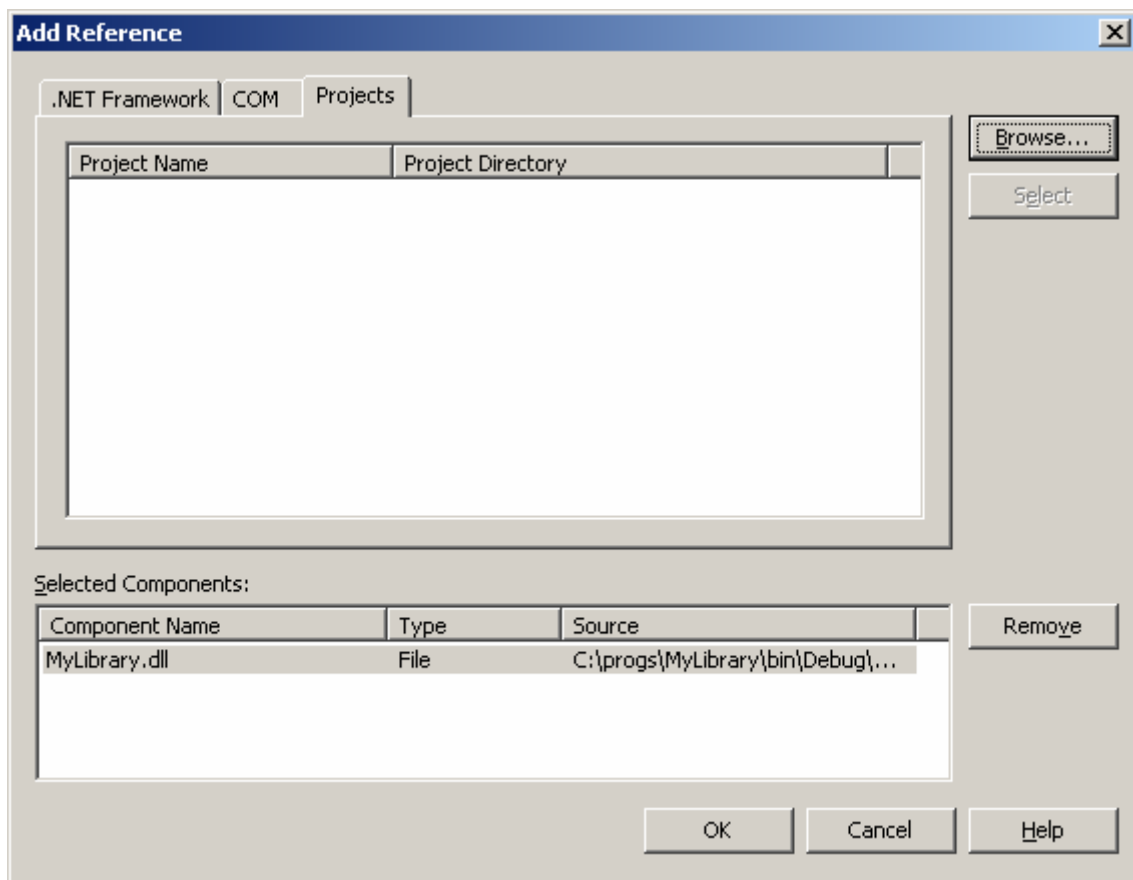 Add Reference
.NET Framework COM Projects
Browse...
Project Name Project Directory
Select
Selected Components:
Component Name Type Source
Remove
MyLibrary.dll File C:\progs\MyLibrary\bin\Debug\...
OK Cancel Help